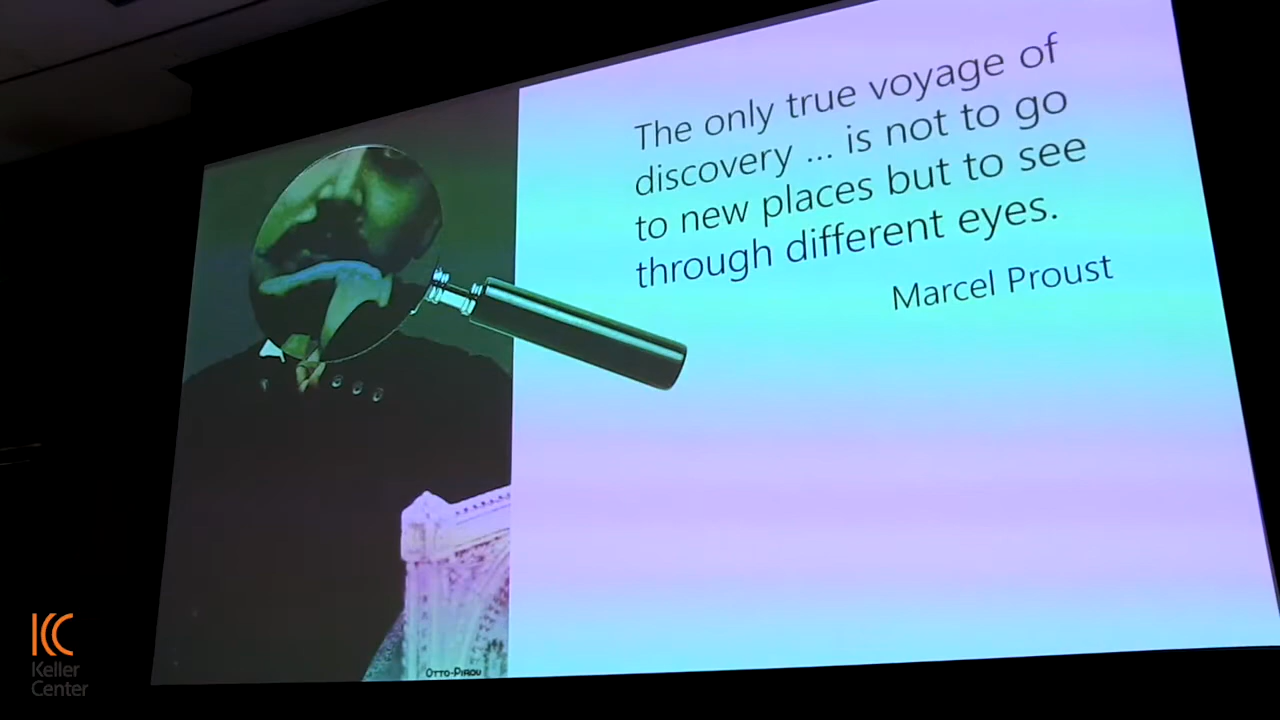 The only true voyage of
discovery ... is not to go
to new places but to see
through different eyes.
Marcel Proust
OTTO-PIROU
KC
Keller
Center